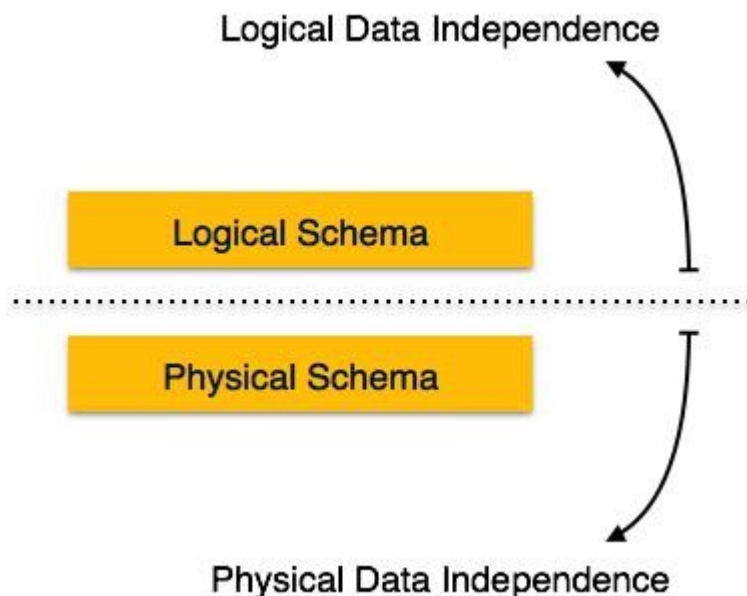 Logical Data Independence
Logical Schema
Physical Schema
Physical Data Independence